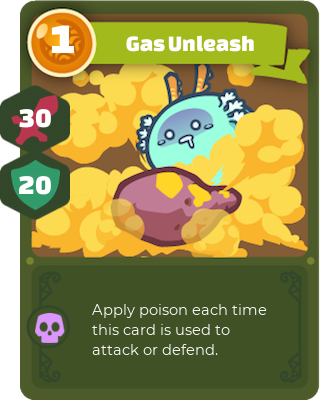 1
Gas Unleash
30
20
Apply poison each time
this card is used to
attack or defend.